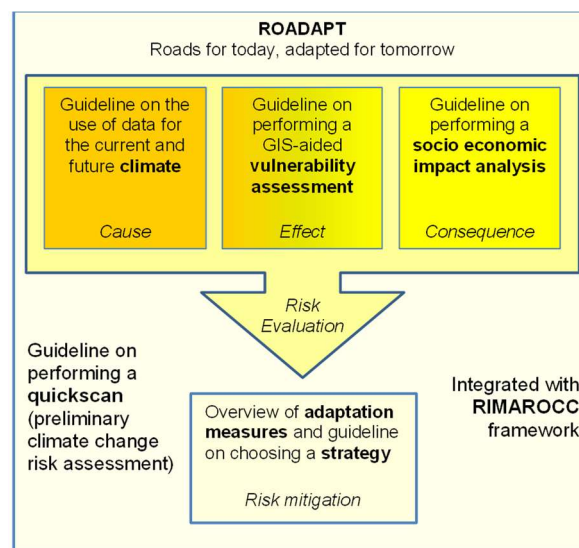 ROADAPT
Roads for today, adapted for tomorrow
Guideline on the
use of data for
the current and
future climate
Cause
Guideline on
performing a
GIS-aided
vulnerability
assessment
Effect
Guideline on
performing a
socio economic
impact analysis
Consequence
Risk
Evaluation
Guideline on
performing a
quickscan
(preliminary
climate change
risk assessment)
Overview of adaptation
measures and guideline
on choosing a strategy
Risk mitigation
Integrated with
RIMAROCC
framework